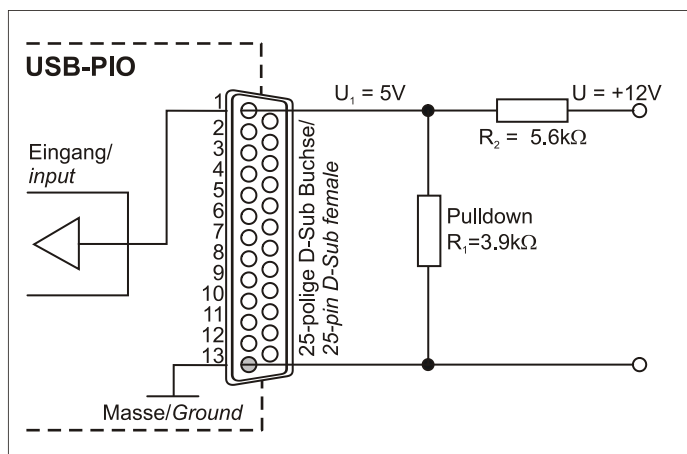 USB-PIO
Eingang/
input
1
2
3
4
5
6
7
8
9
10
11
12
13
Masse/Ground
25-polige D-Sub Buchse/
25-pin D-Sub female
U₁ = 5V
U = +12V
R₂ = 5.6kΩ
Pulldown
R₁=3.9kΩ